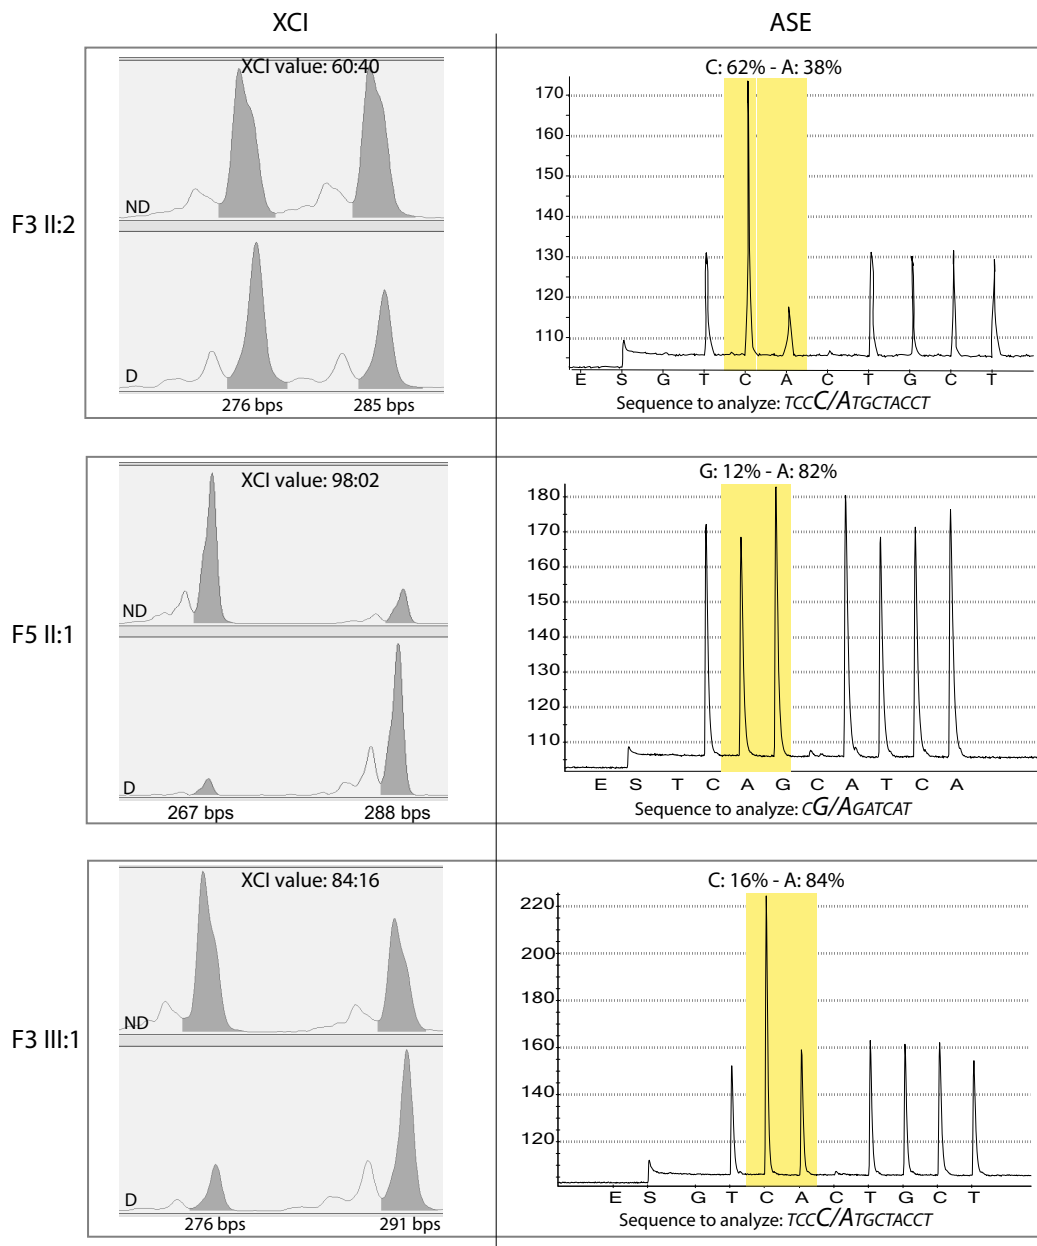 XCI
ASE
F3 II:2
XCI value: 60:40
ND
D
276 bps
285 bps
C: 62% - A: 38%
170
160
150
140
130
120
110
E S G T C A C T G C T
Sequence to analyze: TCCC/ATGCTACCT
F5 II:1
XCI value: 98:02
ND
D
267 bps
288 bps
G: 12% - A: 82%
180
170
160
150
140
130
120
110
E S T C A G C A T C A
Sequence to analyze: CG/AGATCAT
F3 III:1
XCI value: 84:16
ND
D
276 bps
291 bps
C: 16% - A: 84%
220
200
180
160
140
120
E S G T C A C T G C T
Sequence to analyze: TCCC/ATGCTACCT